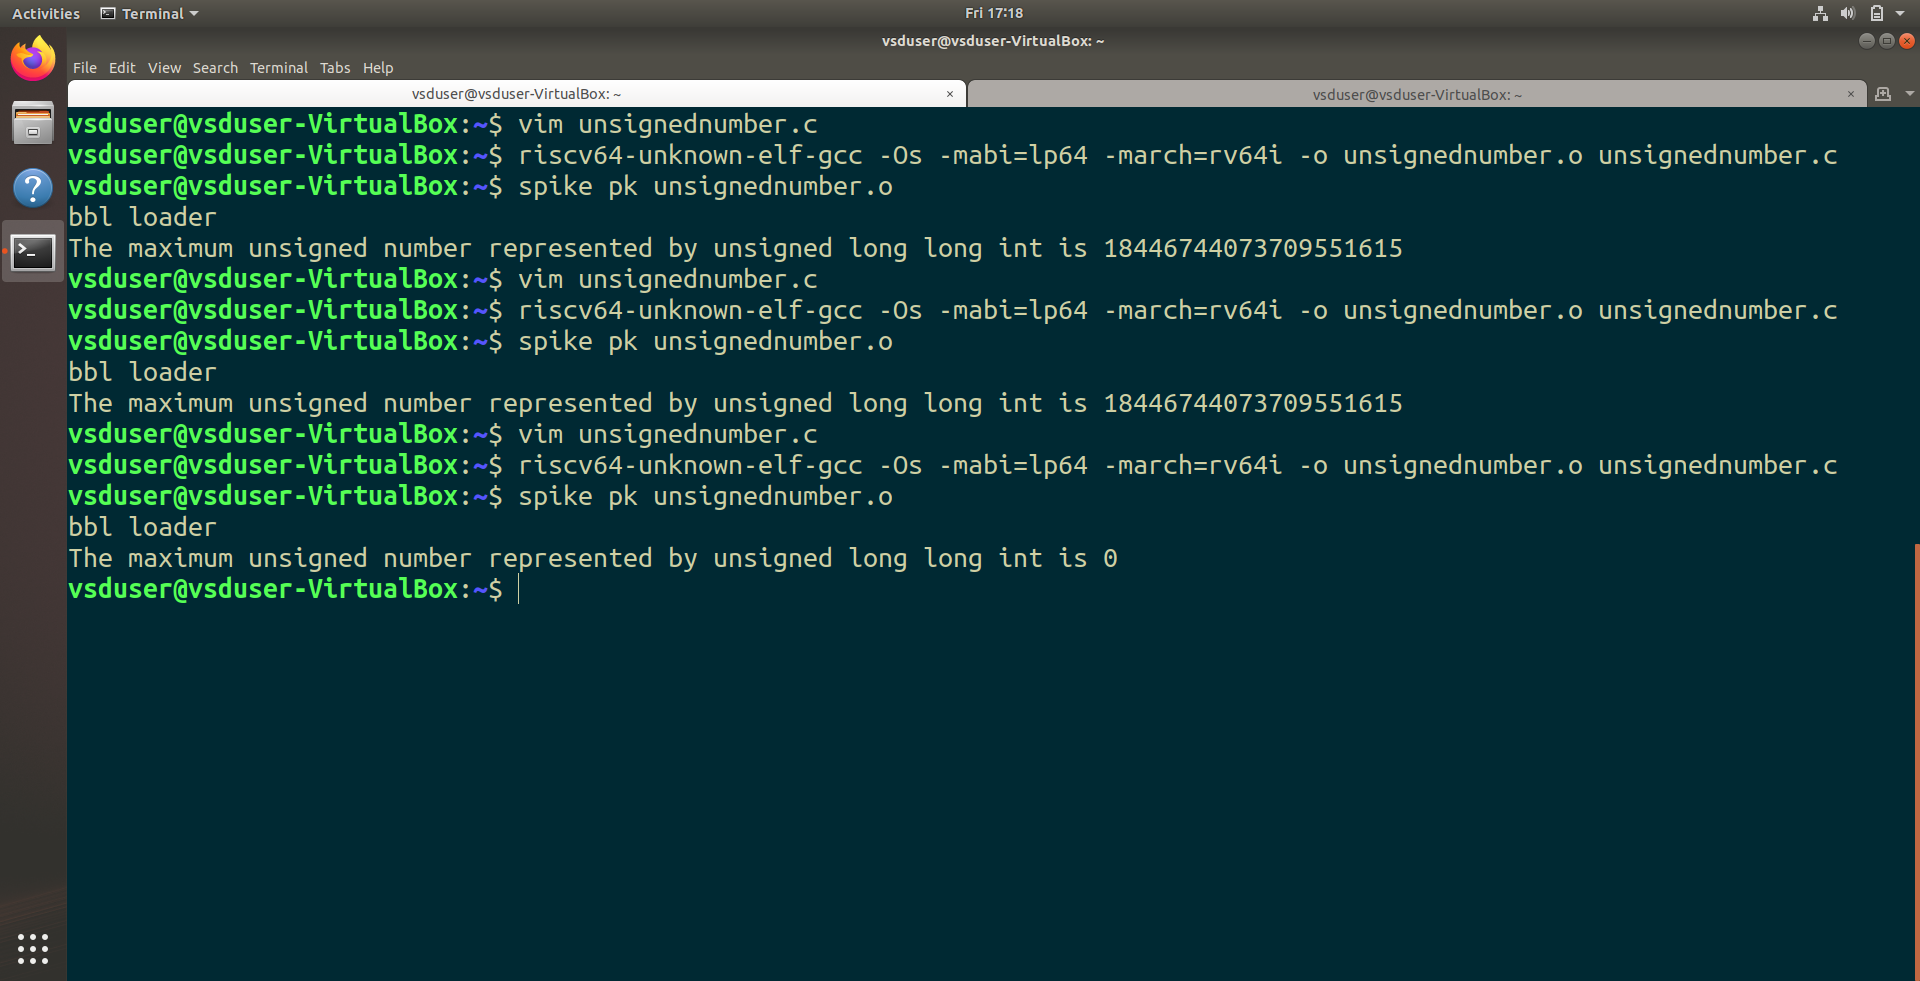 Activities Terminal Fri 17:18
vsduser@vsduser-VirtualBox: ~
File Edit View Search Terminal Tabs Help
vsduser@vsduser-VirtualBox: ~ × vsduser@vsduser-VirtualBox: ~ ×
vsduser@vsduser-VirtualBox:~$ vim unsignednumber.c
vsduser@vsduser-VirtualBox:~$ riscv64-unknown-elf-gcc -Os -mabi=lp64 -march=rv64i -o unsignednumber.o unsignednumber.c
vsduser@vsduser-VirtualBox:~$ spike pk unsignednumber.o
bbl loader
The maximum unsigned number represented by unsigned long long int is 18446744073709551615
vsduser@vsduser-VirtualBox:~$ vim unsignednumber.c
vsduser@vsduser-VirtualBox:~$ riscv64-unknown-elf-gcc -Os -mabi=lp64 -march=rv64i -o unsignednumber.o unsignednumber.c
vsduser@vsduser-VirtualBox:~$ spike pk unsignednumber.o
bbl loader
The maximum unsigned number represented by unsigned long long int is 18446744073709551615
vsduser@vsduser-VirtualBox:~$ vim unsignednumber.c
vsduser@vsduser-VirtualBox:~$ riscv64-unknown-elf-gcc -Os -mabi=lp64 -march=rv64i -o unsignednumber.o unsignednumber.c
vsduser@vsduser-VirtualBox:~$ spike pk unsignednumber.o
bbl loader
The maximum unsigned number represented by unsigned long long int is 0
vsduser@vsduser-VirtualBox:~$